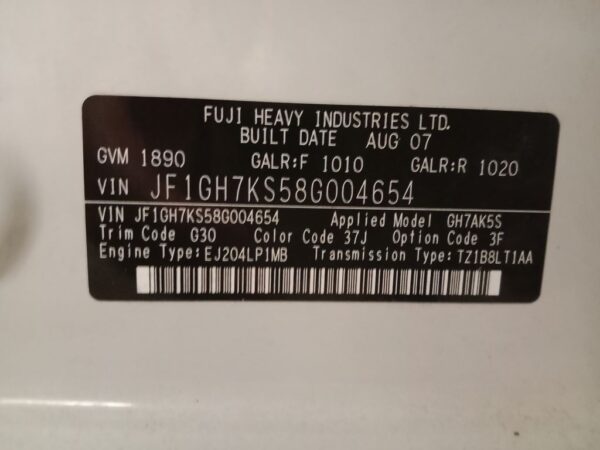 FUJI HEAVY INDUSTRIES LTD.
BUILT DATE AUG 07
GVM 1890 GALR:F 1010 GALR:R 1020
VIN JF1GH7KS58G004654
VIN JF1GH7KS58G004654 Applied Model GH7AK5S
Trim Code G30 Color Code 37J Option Code 3F
Engine Type:EJ204LP1MB Transmission Type:TZ1B8LT1AA